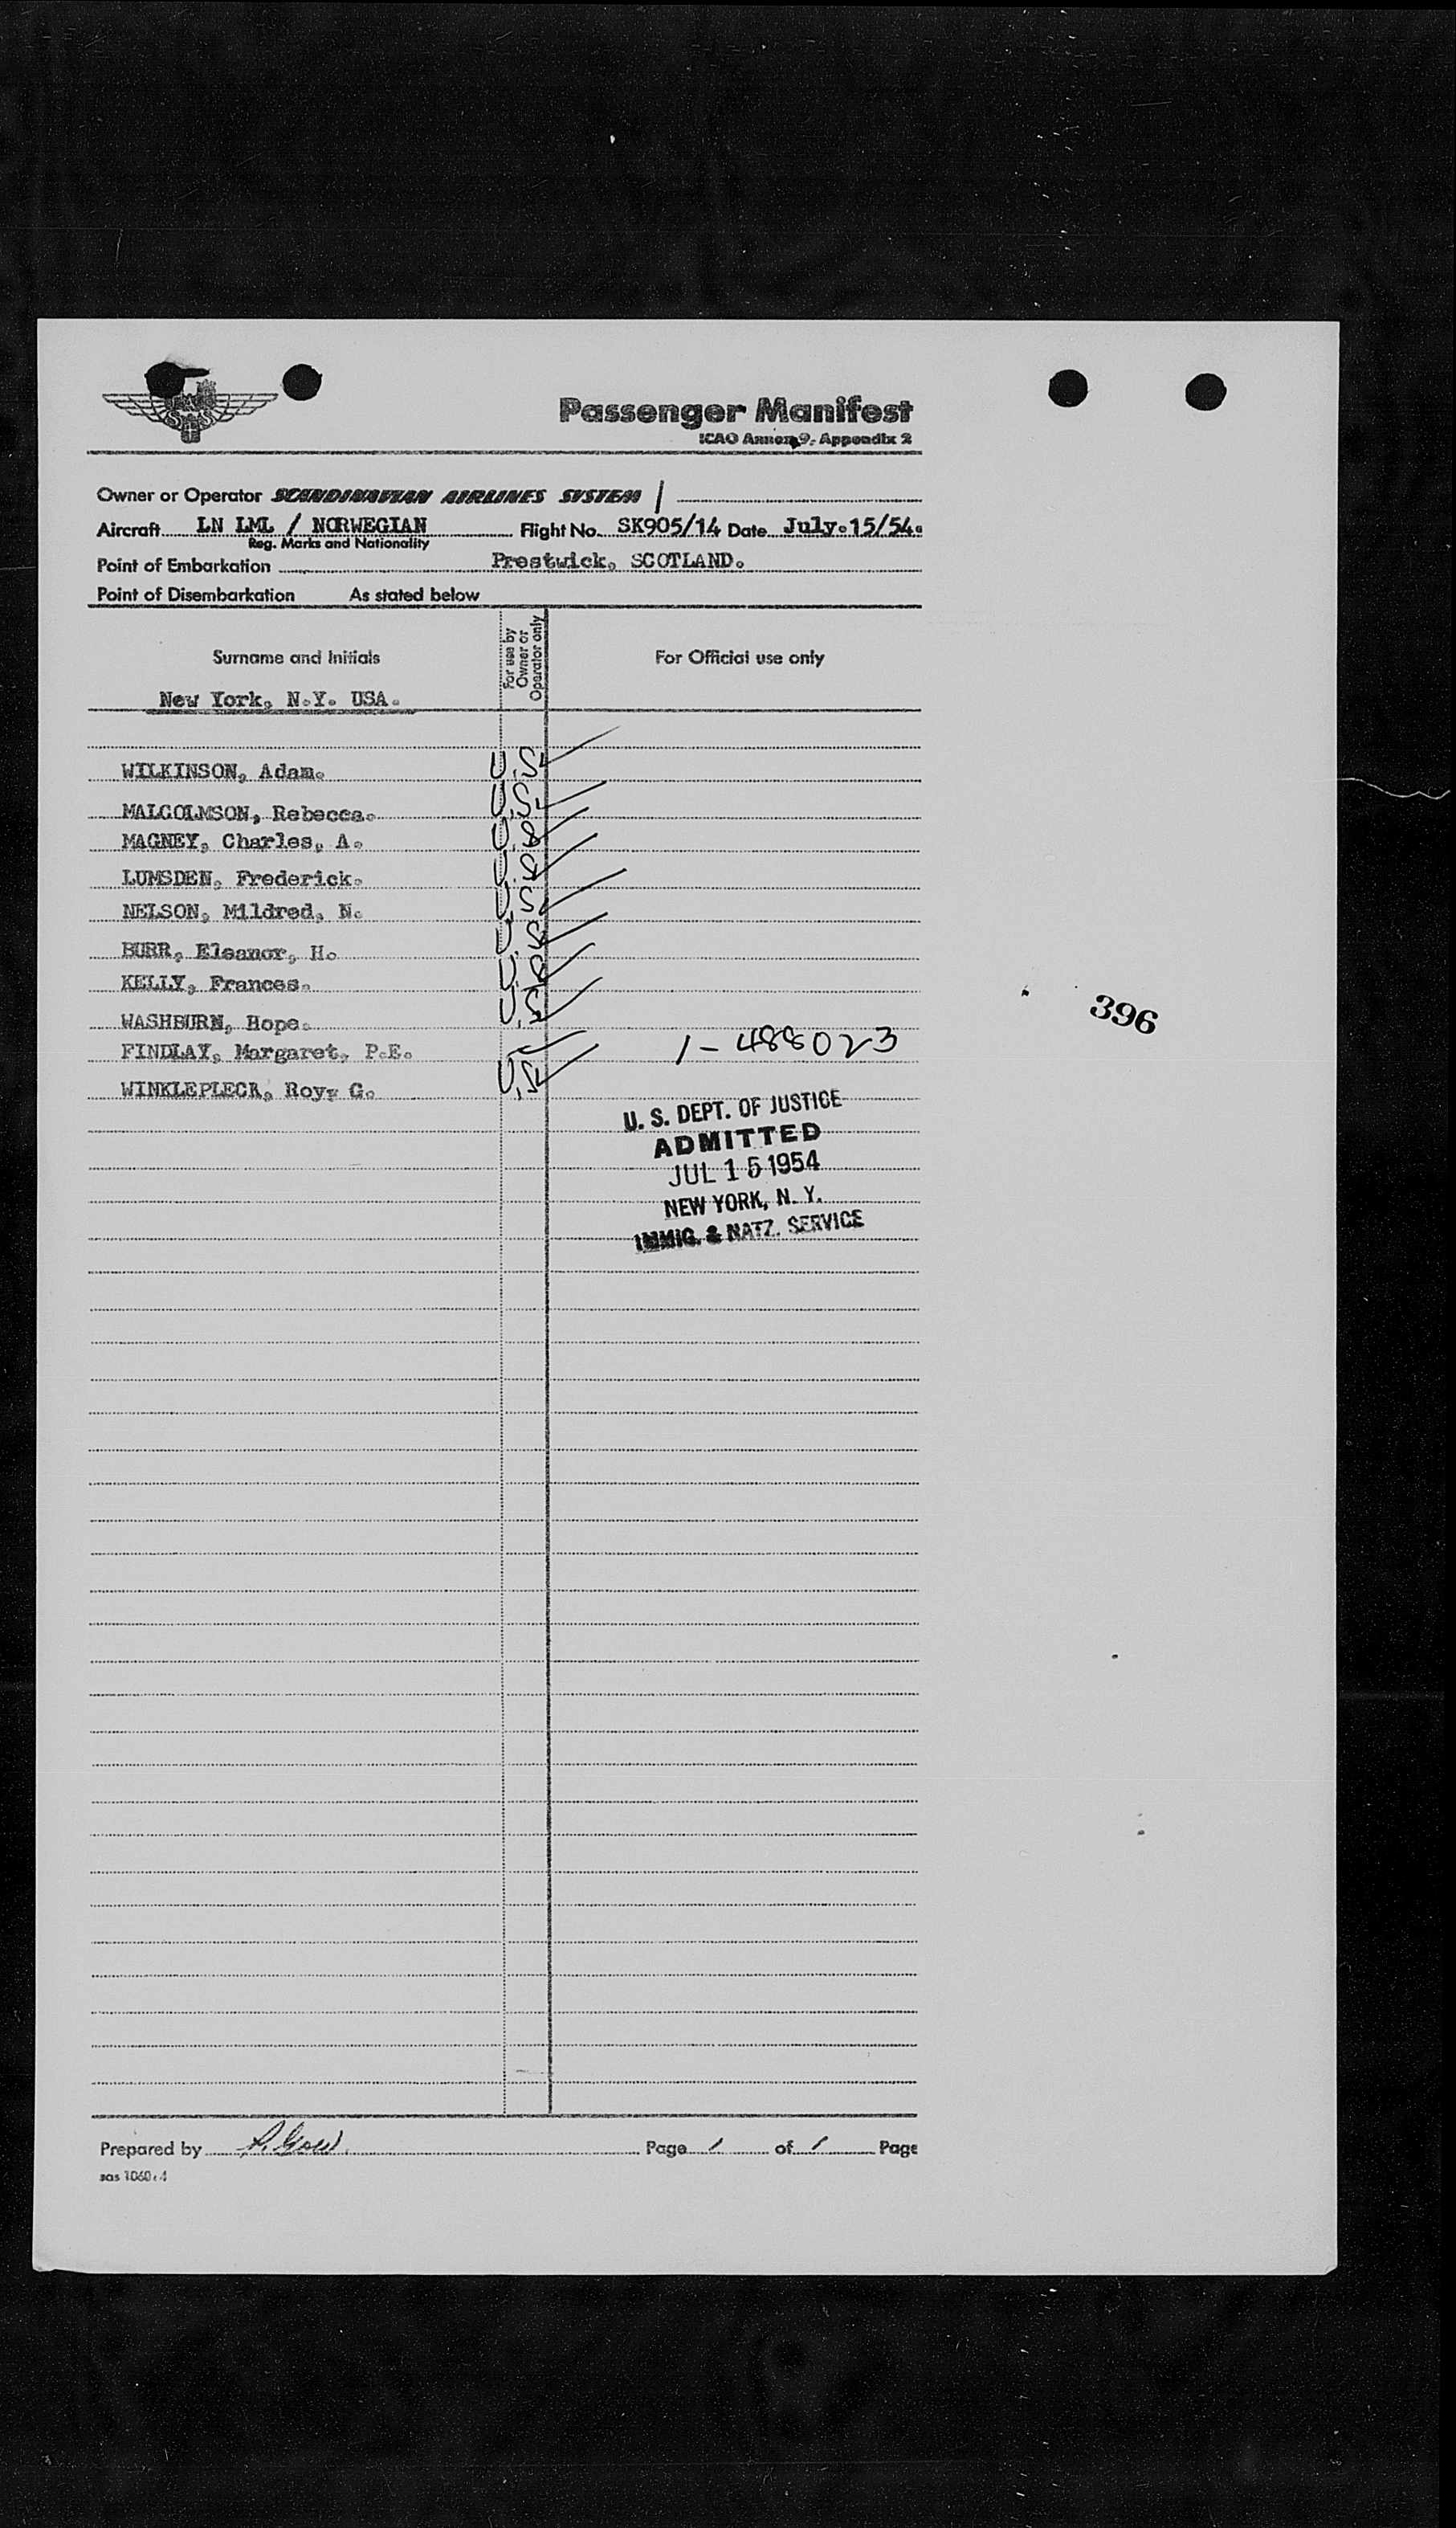 SAS
Passenger Manifest
ICAO Annex 9, Appendix 2
Owner or Operator SCANDINAVIAN AIRLINES SYSTEM /
Aircraft LN LML / NORWEGIAN Flight No. SK905/14 Date July.15/54.
Reg. Marks and Nationality
Point of Embarkation Prestwick, SCOTLAND.
Point of Disembarkation As stated below
Surname and Initials For use by Owner or Operator only For Official use only
New York, N.Y. USA.
WILKINSON, Adam. U.S.
MALCOLMSON, Rebecca. U.S.
MAGNEY, Charles, A. U.S
LUMSDEN, Frederick. U.S
NELSON, Mildred, N. U.S
BURR, Eleanor, H. U.S
KELLY, Frances. U.S
WASHBURN, Hope. U.S
FINDLAY, Margaret, P.E. 1-488023
WINKLEPLECK, Roy, G. U.S
396
U. S. DEPT. OF JUSTICE
ADMITTED
JUL 15 1954
NEW YORK, N. Y.
IMMIG. & NATZ. SERVICE
Prepared by Page 1 of 1 Page
sas 1060:4